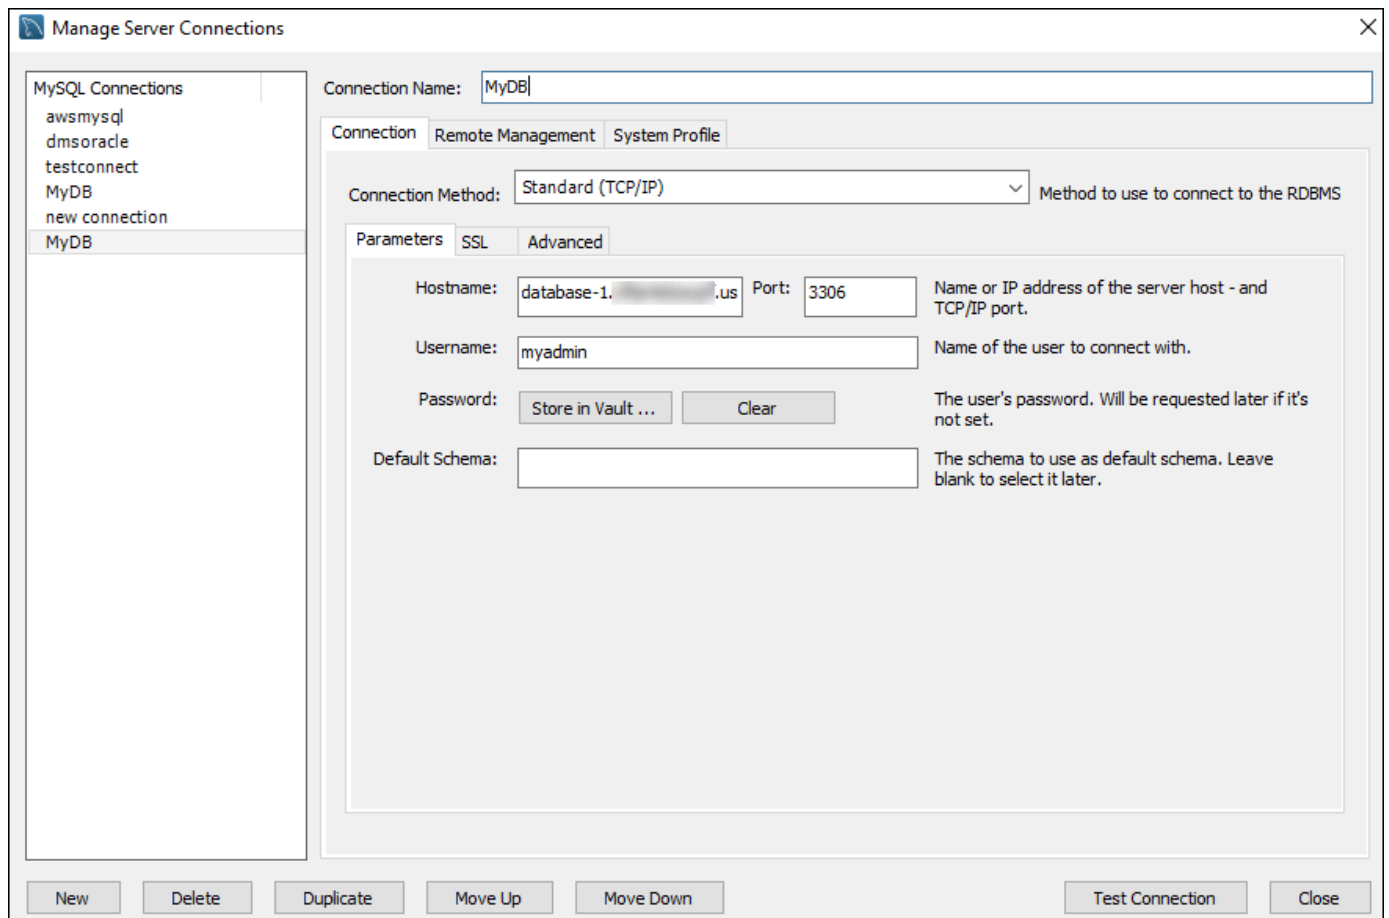 Manage Server Connections
MySQL Connections
awsmysql
dmsoracle
testconnect
MyDB
new connection
MyDB
Connection Name: MyDB
Connection Remote Management System Profile
Connection Method: Standard (TCP/IP) Method to use to connect to the RDBMS
Parameters SSL Advanced
Hostname: database-1. .us Port: 3306 Name or IP address of the server host - and
TCP/IP port.
Username: myadmin Name of the user to connect with.
Password: Store in Vault ... Clear The user's password. Will be requested later if it's
not set.
Default Schema: The schema to use as default schema. Leave
blank to select it later.
New Delete Duplicate Move Up Move Down Test Connection Close